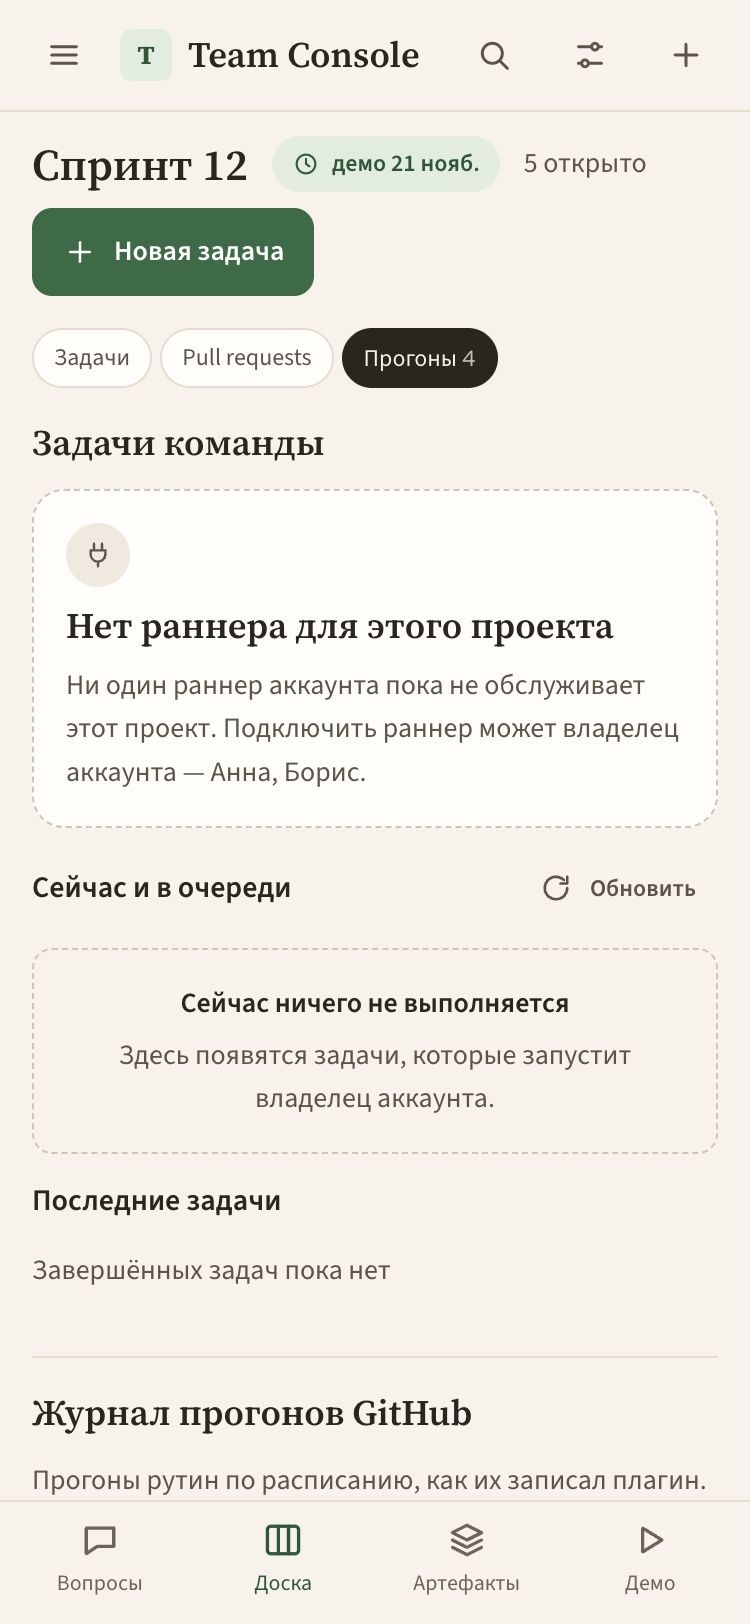 T Team Console
Спринт 12 демо 21 нояб. 5 открыто
Новая задача
Задачи Pull requests Прогоны 4
Задачи команды
Нет раннера для этого проекта
Ни один раннер аккаунта пока не обслуживает
этот проект. Подключить раннер может владелец
аккаунта — Анна, Борис.
Сейчас и в очереди Обновить
Сейчас ничего не выполняется
Здесь появятся задачи, которые запустит
владелец аккаунта.
Последние задачи
Завершённых задач пока нет
Журнал прогонов GitHub
Прогоны рутин по расписанию, как их записал плагин.
Вопросы Доска Артефакты Демо